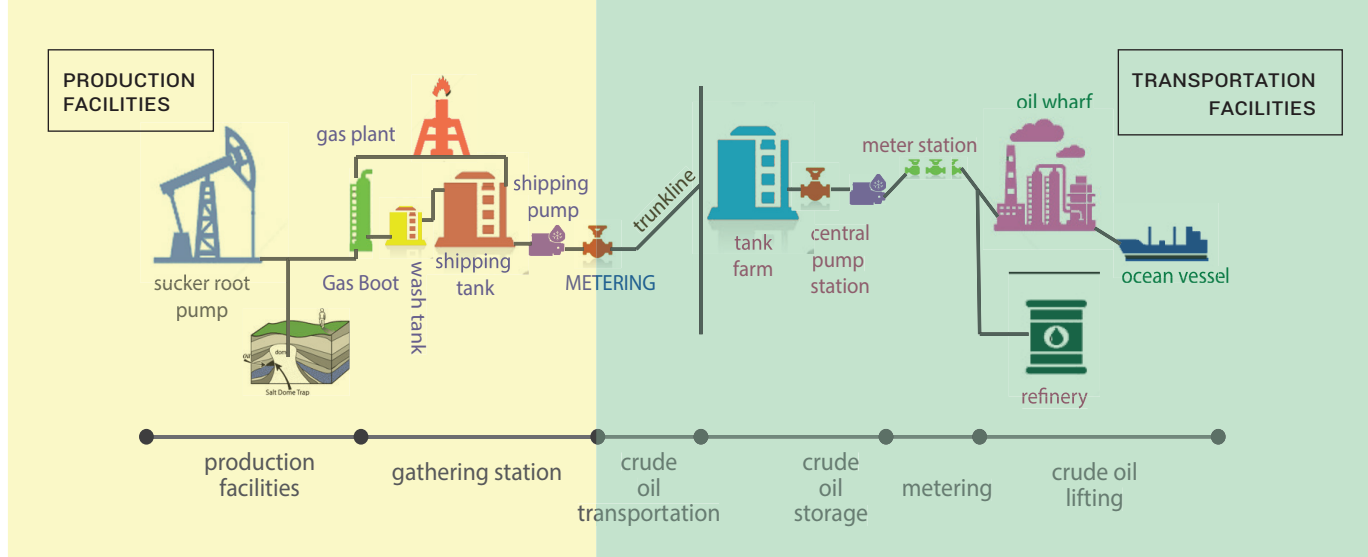 PRODUCTION
FACILITIES
TRANSPORTATION
FACILITIES
oil wharf
gas plant
meter station
shipping
pump
trunkline
sucker root
pump
Gas Boot
wash tank
shipping
tank
METERING
tank
farm
central
pump
station
ocean vessel
dom
Oil
Salt Dome Trap
refinery
production
facilities
gathering station
crude
oil
transportation
crude
oil
storage
metering
crude oil
lifting